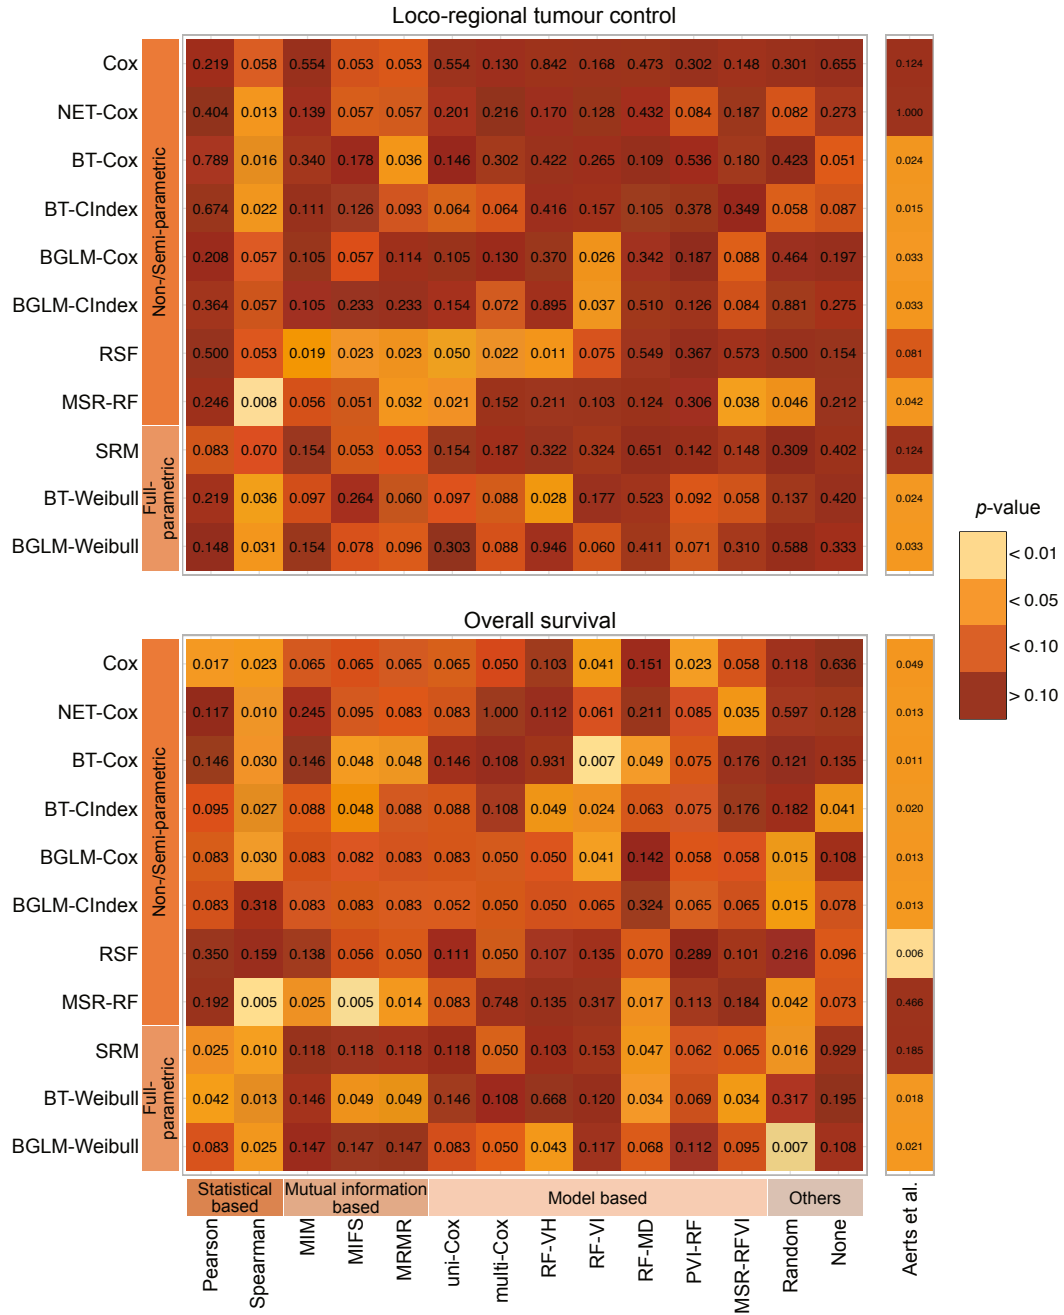 Loco-regional tumour control
Non-/Semi-parametric
Full-
parametric
Cox 0.219 0.058 0.554 0.053 0.053 0.554 0.130 0.842 0.168 0.473 0.302 0.148 0.301 0.655 0.124
NET-Cox 0.404 0.013 0.139 0.057 0.057 0.201 0.216 0.170 0.128 0.432 0.084 0.187 0.082 0.273 1.000
BT-Cox 0.789 0.016 0.340 0.178 0.036 0.146 0.302 0.422 0.265 0.109 0.536 0.180 0.423 0.051 0.024
BT-CIndex 0.674 0.022 0.111 0.126 0.093 0.064 0.064 0.416 0.157 0.105 0.378 0.349 0.058 0.087 0.015
BGLM-Cox 0.208 0.057 0.105 0.057 0.114 0.105 0.130 0.370 0.026 0.342 0.187 0.088 0.464 0.197 0.033
BGLM-CIndex 0.364 0.057 0.105 0.233 0.233 0.154 0.072 0.895 0.037 0.510 0.126 0.084 0.881 0.275 0.033
RSF 0.500 0.053 0.019 0.023 0.023 0.050 0.022 0.011 0.075 0.549 0.367 0.573 0.500 0.154 0.081
MSR-RF 0.246 0.008 0.056 0.051 0.032 0.021 0.152 0.211 0.103 0.124 0.306 0.038 0.046 0.212 0.042
SRM 0.083 0.070 0.154 0.053 0.053 0.154 0.187 0.322 0.324 0.651 0.142 0.148 0.309 0.402 0.124
BT-Weibull 0.219 0.036 0.097 0.264 0.060 0.097 0.088 0.028 0.177 0.523 0.092 0.058 0.137 0.420 0.024
BGLM-Weibull 0.148 0.031 0.154 0.078 0.096 0.303 0.088 0.946 0.060 0.411 0.071 0.310 0.588 0.333 0.033
p-value
< 0.01
< 0.05
< 0.10
> 0.10
Overall survival
Non-/Semi-parametric
Full-
parametric
Cox 0.017 0.023 0.065 0.065 0.065 0.065 0.050 0.103 0.041 0.151 0.023 0.058 0.118 0.636 0.049
NET-Cox 0.117 0.010 0.245 0.095 0.083 0.083 1.000 0.112 0.061 0.211 0.085 0.035 0.597 0.128 0.013
BT-Cox 0.146 0.030 0.146 0.048 0.048 0.146 0.108 0.931 0.007 0.049 0.075 0.176 0.121 0.135 0.011
BT-CIndex 0.095 0.027 0.088 0.048 0.088 0.088 0.108 0.049 0.024 0.063 0.075 0.176 0.182 0.041 0.020
BGLM-Cox 0.083 0.030 0.083 0.082 0.083 0.083 0.050 0.050 0.041 0.142 0.058 0.058 0.015 0.108 0.013
BGLM-CIndex 0.083 0.318 0.083 0.083 0.083 0.052 0.050 0.050 0.065 0.324 0.065 0.065 0.015 0.078 0.013
RSF 0.350 0.159 0.138 0.056 0.050 0.111 0.050 0.107 0.135 0.070 0.289 0.101 0.216 0.096 0.006
MSR-RF 0.192 0.005 0.025 0.005 0.014 0.083 0.748 0.135 0.317 0.017 0.113 0.184 0.042 0.073 0.466
SRM 0.025 0.010 0.118 0.118 0.118 0.118 0.050 0.103 0.153 0.047 0.062 0.065 0.016 0.929 0.185
BT-Weibull 0.042 0.013 0.146 0.049 0.049 0.146 0.108 0.668 0.120 0.034 0.069 0.034 0.317 0.195 0.018
BGLM-Weibull 0.083 0.025 0.147 0.147 0.147 0.083 0.050 0.043 0.117 0.068 0.112 0.095 0.007 0.108 0.021
Statistical
based
Mutual information
based
Model based
Others
Pearson
Spearman
MIM
MIFS
MRMR
uni-Cox
multi-Cox
RF-VH
RF-VI
RF-MD
PVI-RF
MSR-RFVI
Random
None
Aerts et al.